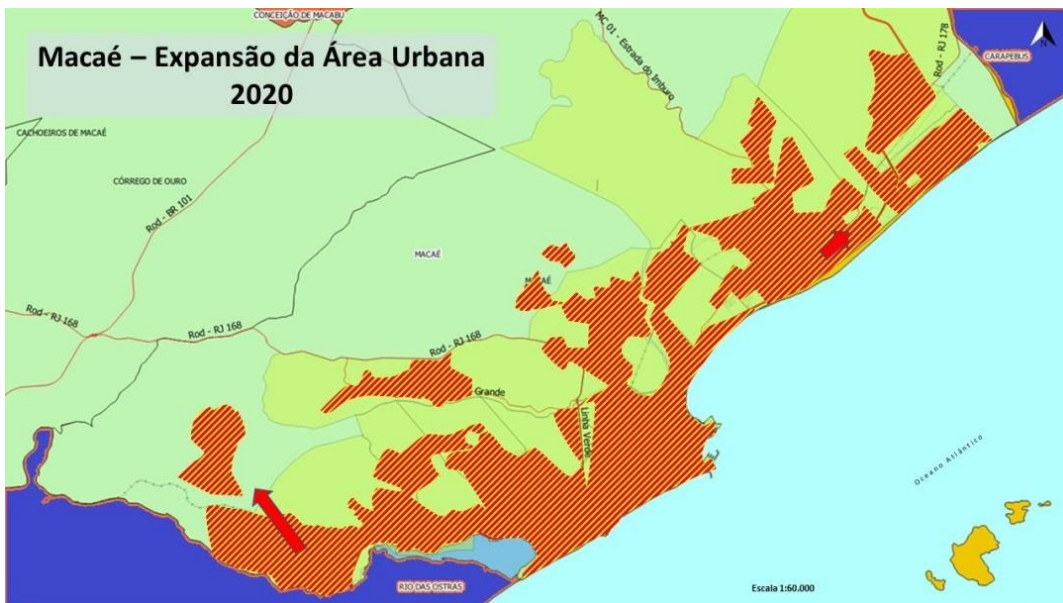 CONCEIÇÃO DE MACABU
Macaé – Expansão da Área Urbana
2020
MC 01 - Estrada do Imburo
Rod - RJ 178
CARAPEBUS
CACHOEIROS DE MACAÉ
CÓRREGO DE OURO
Rod - BR 101
MACAÉ
MACAÉ
Rod - RJ 168
Rod - RJ 168
Rod - RJ 168
Grande
Linha Verde
Oceano Atlântico
RIO DAS OSTRAS
Escala 1:60.000